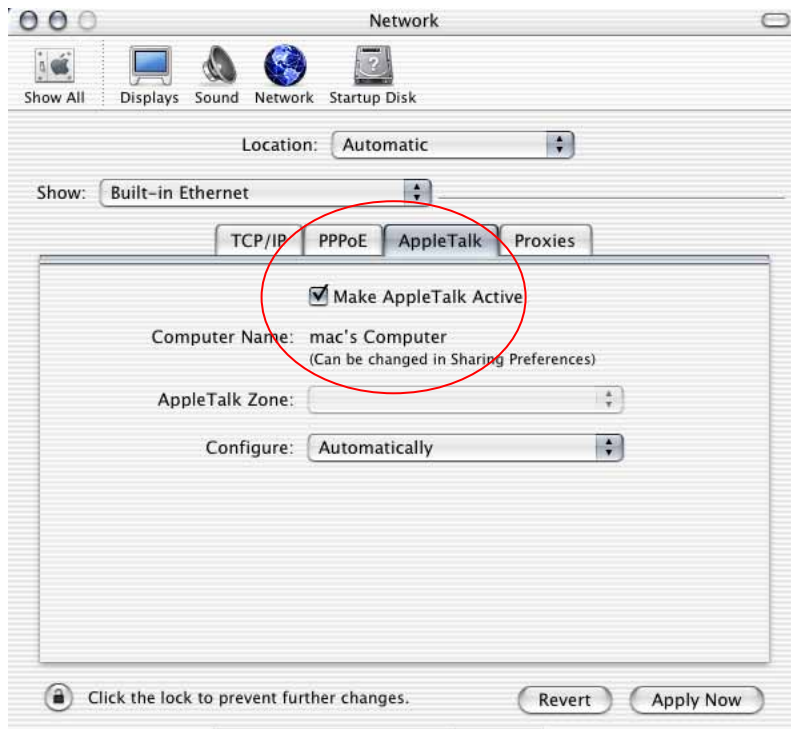 Network
Show All Displays Sound Network Startup Disk
Location: Automatic
Show: Built-in Ethernet
TCP/IP PPPoE AppleTalk Proxies
Make AppleTalk Active
Computer Name: mac's Computer
(Can be changed in Sharing Preferences)
AppleTalk Zone:
Configure: Automatically
Click the lock to prevent further changes. Revert Apply Now